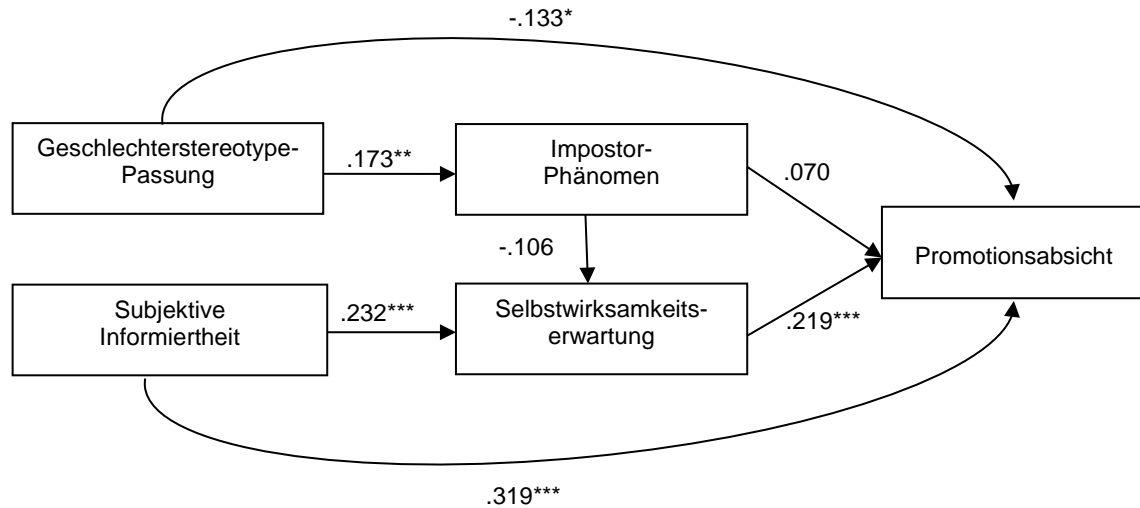 -.133*
Geschlechterstereotype-
Passung
.173**
Impostor-
Phänomen
.070
-.106
Promotionsabsicht
Subjektive
Informiertheit
.232***
Selbstwirksamkeits-
erwartung
.219***
.319***